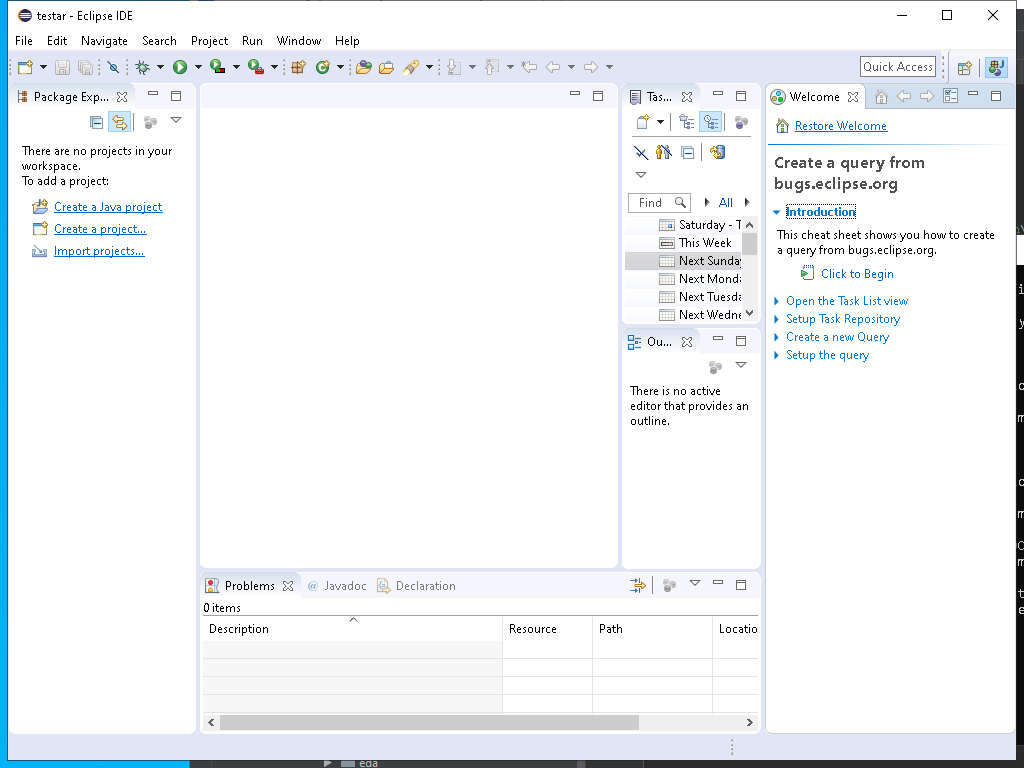 testar - Eclipse IDE
File Edit Navigate Search Project Run Window Help
Quick Access
Package Exp...
There are no projects in your
workspace.
To add a project:
Create a Java project
Create a project...
Import projects...
Tas...
Find
All
Saturday - T
This Week
Next Sunday
Next Monda
Next Tuesda
Next Wedne
Ou...
There is no active
editor that provides an
outline.
Welcome
Restore Welcome
Create a query from
bugs.eclipse.org
Introduction
This cheat sheet shows you how to create
a query from bugs.eclipse.org.
Click to Begin
Open the Task List view
Setup Task Repository
Create a new Query
Setup the query
Problems
@ Javadoc
Declaration
0 items
Description Resource Path Locatio
eda